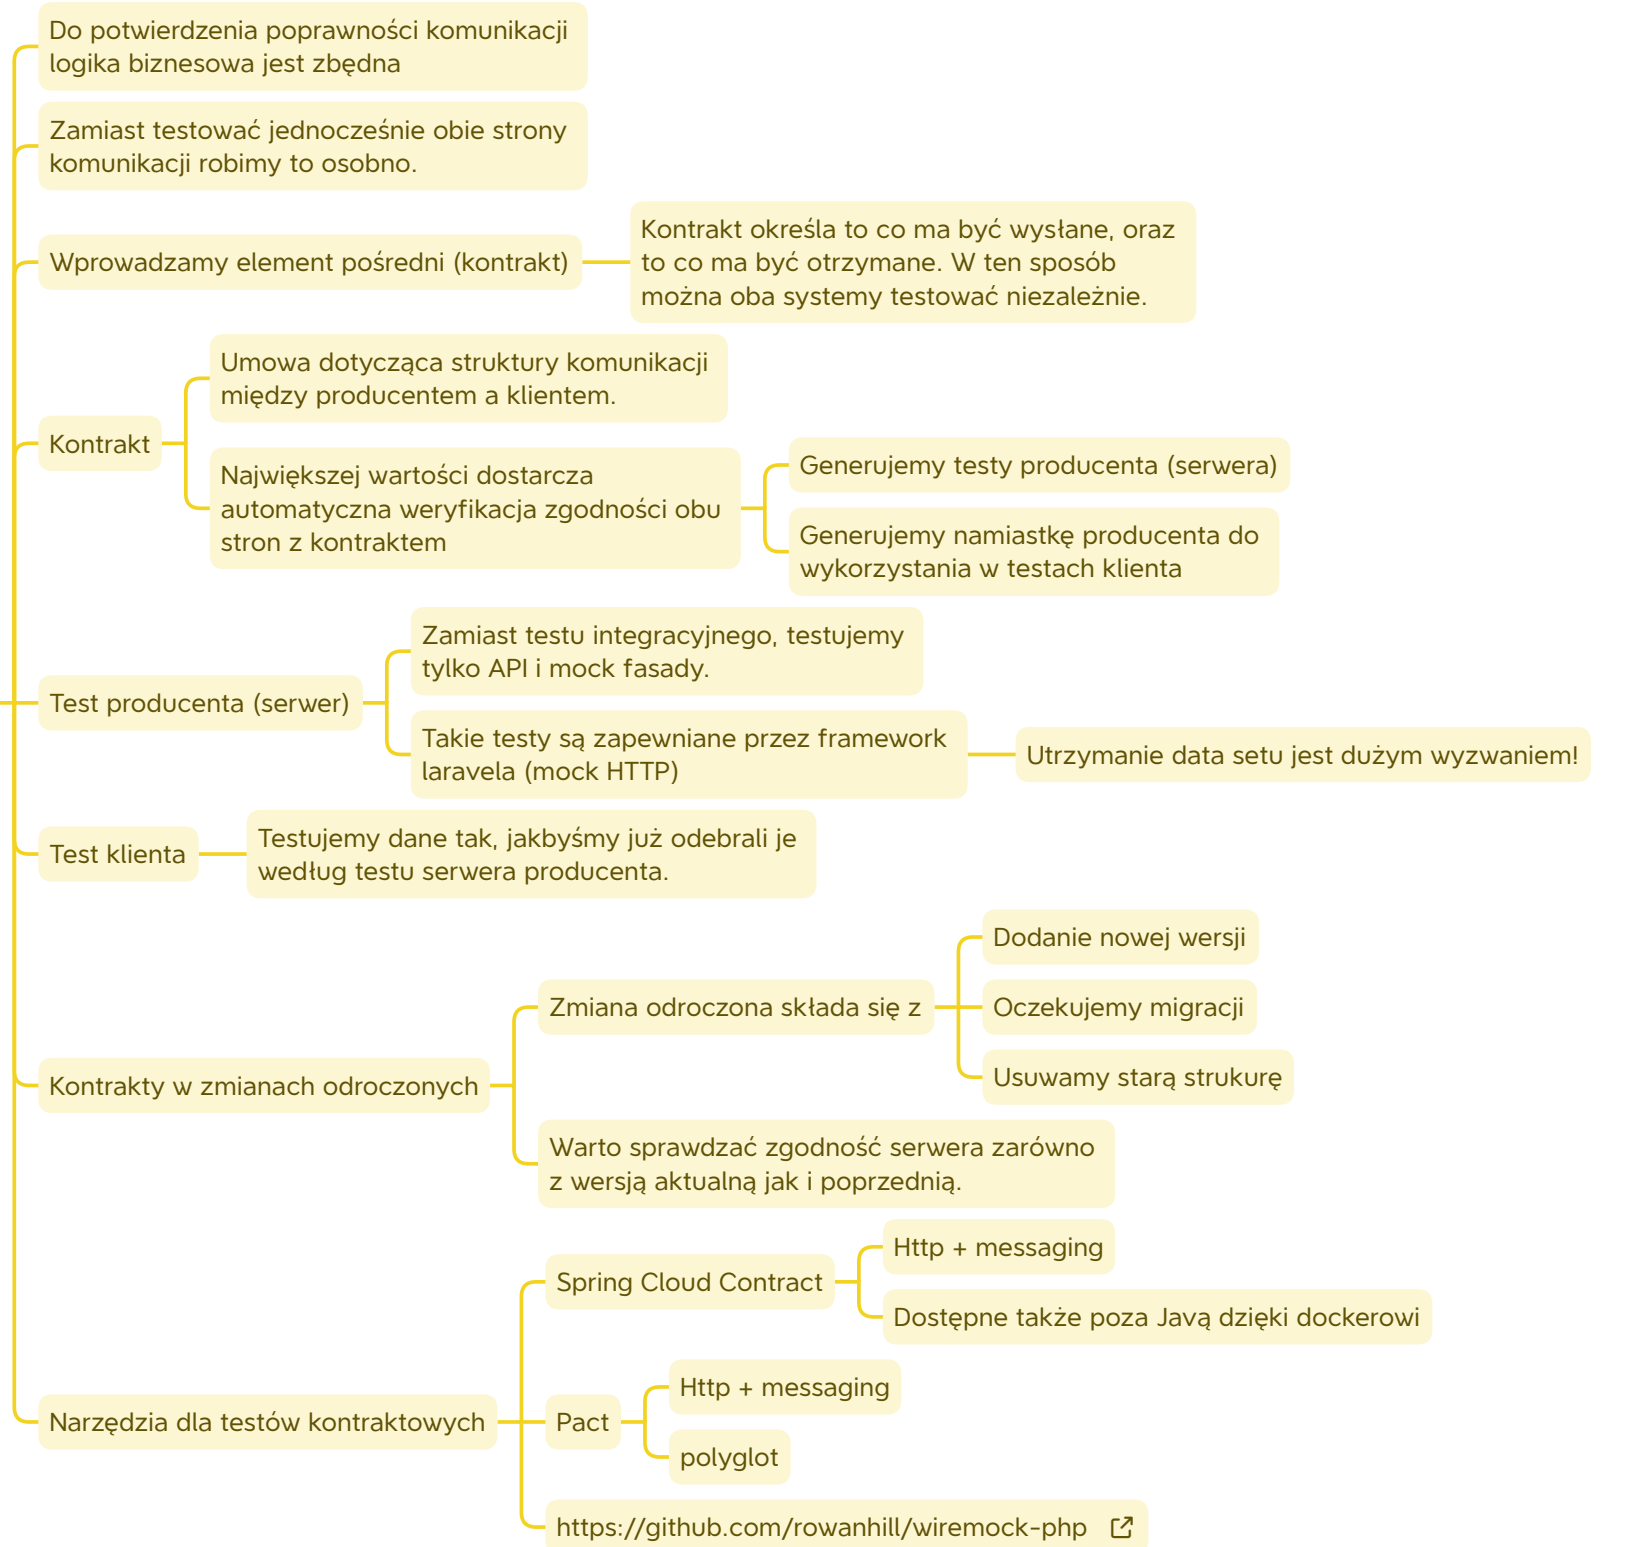 Do potwierdzenia poprawności komunikacji
logika biznesowa jest zbędna
Zamiast testować jednocześnie obie strony
komunikacji robimy to osobno.
Wprowadzamy element pośredni (kontrakt)
Kontrakt określa to co ma być wysłane, oraz
to co ma być otrzymane. W ten sposób
można oba systemy testować niezależnie.
Kontrakt
Umowa dotycząca struktury komunikacji
między producentem a klientem.
Największej wartości dostarcza
automatyczna weryfikacja zgodności obu
stron z kontraktem
Generujemy testy producenta (serwera)
Generujemy namiastkę producenta do
wykorzystania w testach klienta
Test producenta (serwer)
Zamiast testu integracyjnego, testujemy
tylko API i mock fasady.
Takie testy są zapewniane przez framework
laravela (mock HTTP)
Utrzymanie data setu jest dużym wyzwaniem!
Test klienta
Testujemy dane tak, jakbyśmy już odebrali je
według testu serwera producenta.
Kontrakty w zmianach odroczonych
Zmiana odroczona składa się z
Dodanie nowej wersji
Oczekujemy migracji
Usuwamy starą strukurę
Warto sprawdzać zgodność serwera zarówno
z wersją aktualną jak i poprzednią.
Narzędzia dla testów kontraktowych
Spring Cloud Contract
Http + messaging
Dostępne także poza Javą dzięki dockerowi
Pact
Http + messaging
polyglot
https://github.com/rowanhill/wiremock-php